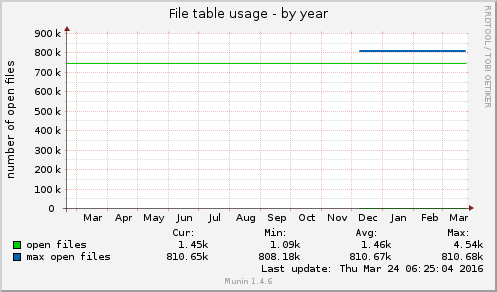 File table usage - by year
RRDTOOL / TOBI OETIKER
number of open files
900 k
800 k
700 k
600 k
500 k
400 k
300 k
200 k
100 k
0
Mar Apr May Jun Jul Aug Sep Oct Nov Dec Jan Feb Mar
Cur: Min: Avg: Max:
open files 1.45k 1.09k 1.46k 4.54k
max open files 810.65k 808.18k 810.67k 810.68k
Last update: Thu Mar 24 06:25:04 2016
Munin 1.4.6